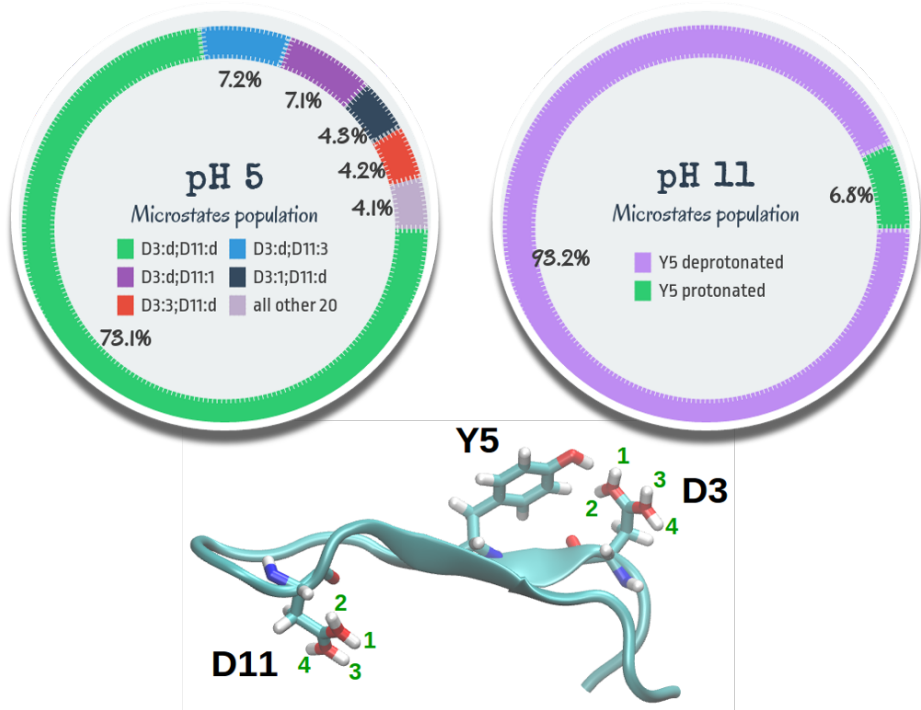 7.2%
7.1%
4.3%
4.2%
4.1%
pH 5
Microstates population
D3:d;D11:d D3:d;D11:3
D3:d;D11:1 D3:1;D11:d
D3:3;D11:d all other 20
73.1%
pH 11
Microstates population
6.8%
93.2%
Y5 deprotonated
Y5 protonated
Y5
D3
1
2
3
4
D11
2
1
4
3